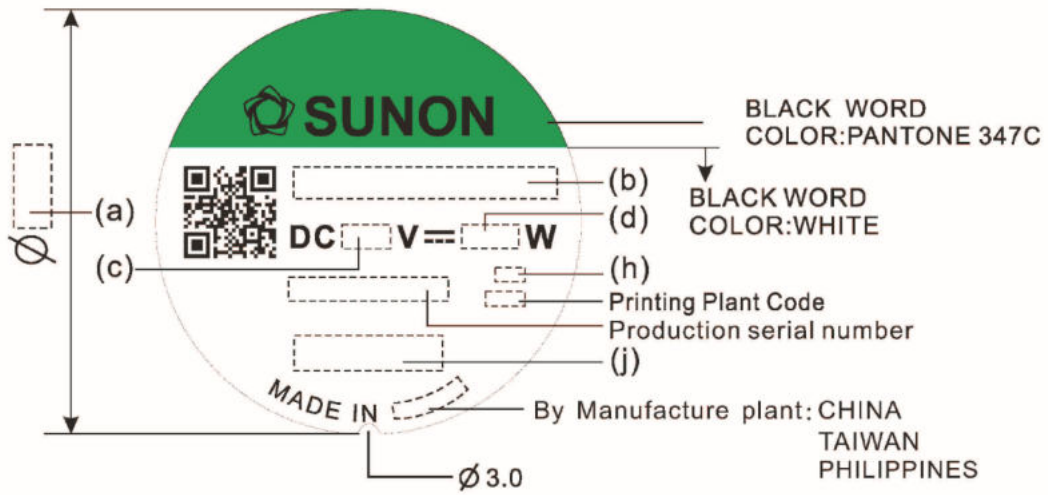 SUNON
BLACK WORD
COLOR:PANTONE 347C
(b)
BLACK WORD
COLOR:WHITE
(a)
Ø
(d)
DC V W
(c)
(h)
Printing Plant Code
Production serial number
(j)
MADE IN
By Manufacture plant: CHINA
TAIWAN
PHILIPPINES
Ø 3.0